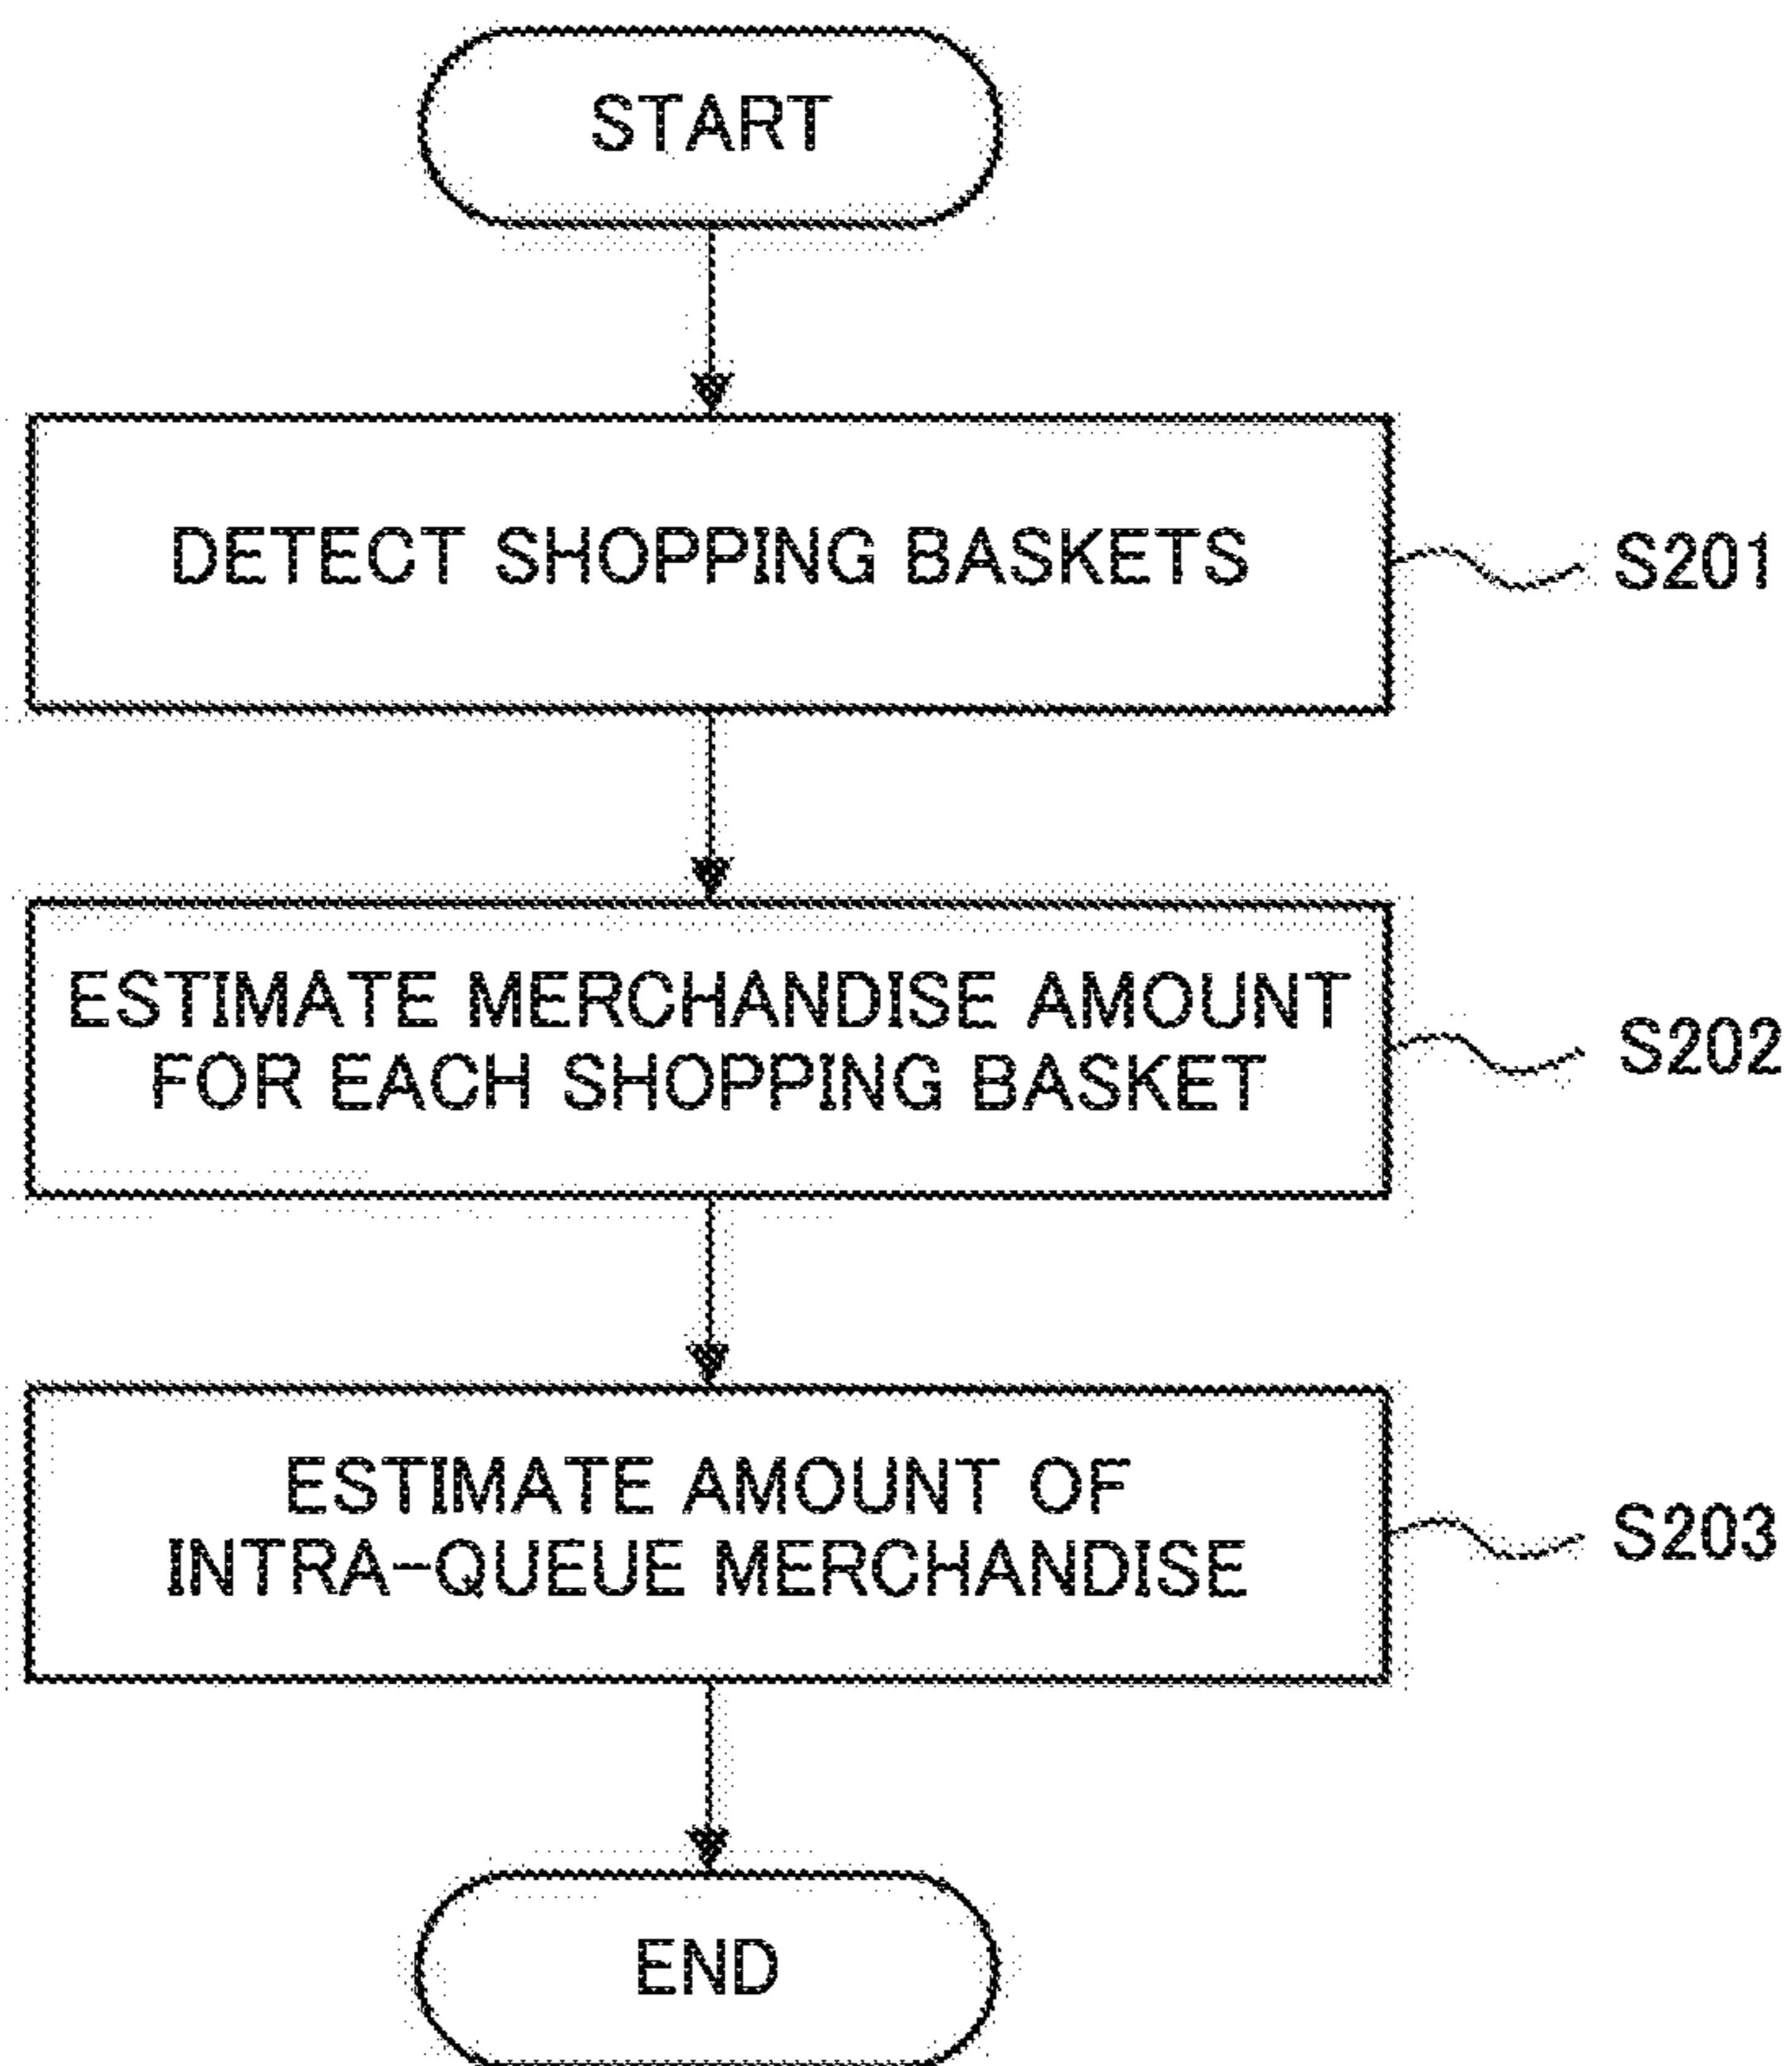 START
DETECT SHOPPING BASKETS
S201
ESTIMATE MERCHANDISE AMOUNT
FOR EACH SHOPPING BASKET
S202
ESTIMATE AMOUNT OF
INTRA-QUEUE MERCHANDISE
S203
END